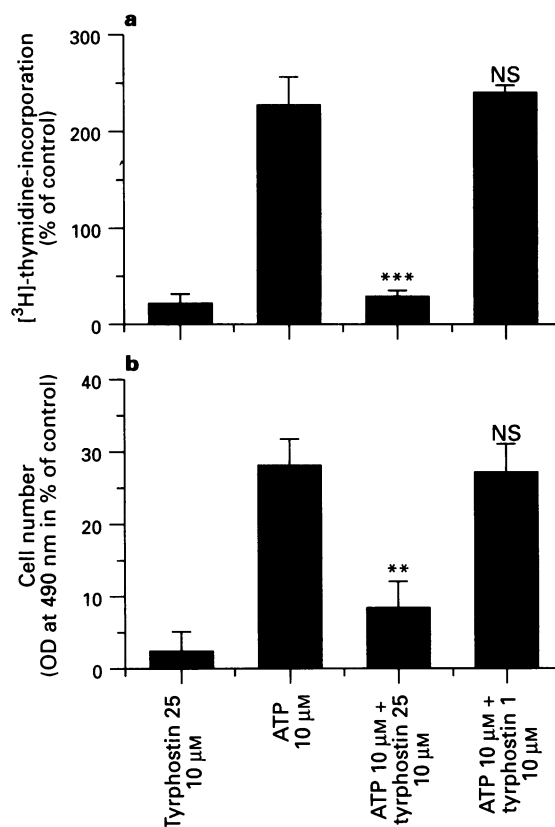 a
[³H]-thymidine-incorporation
(% of control)
300
200
100
0
***
NS
b
Cell number
(OD at 490 nm in % of control)
40
30
20
10
0
**
NS
Tyrphostin 25
10 µM
ATP
10 µM
ATP 10 µM +
tyrphostin 25
10 µM
ATP 10 µM +
tyrphostin 1
10 µM